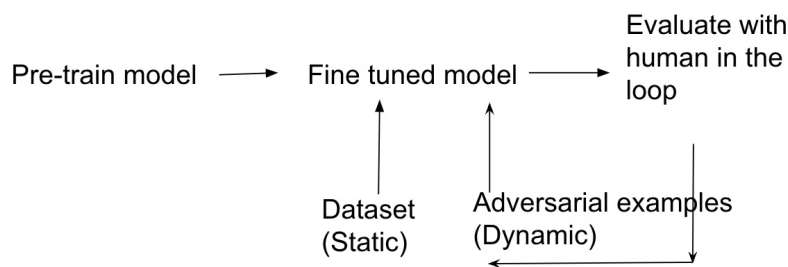 Pre-train model
Fine tuned model
Evaluate with
human in the
loop
Dataset
(Static)
Adversarial examples
(Dynamic)